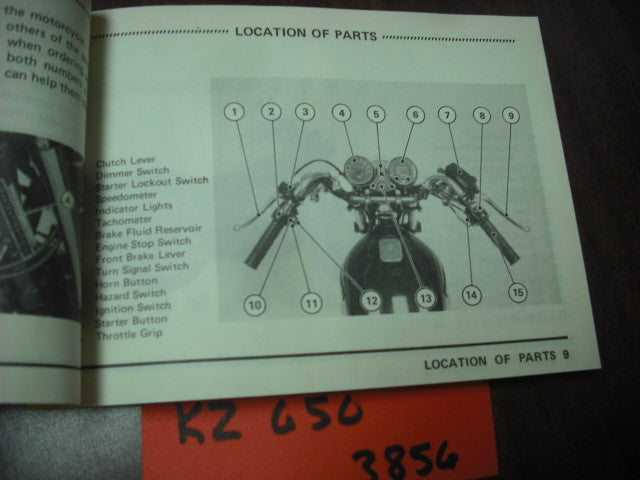 the motorcycle
others of the
when ordering
both numbers
can help them
A
LOCATION OF PARTS
1 2 3 4 5 6 7 8 9
Clutch Lever
Dimmer Switch
Starter Lockout Switch
Speedometer
Indicator Lights
Tachometer
Brake Fluid Reservoir
Engine Stop Switch
Front Brake Lever
Turn Signal Switch
Horn Button
Hazard Switch
Ignition Switch
Starter Button
Throttle Grip
10 11 12 13 14 15
LOCATION OF PARTS 9
KZ 650
3856